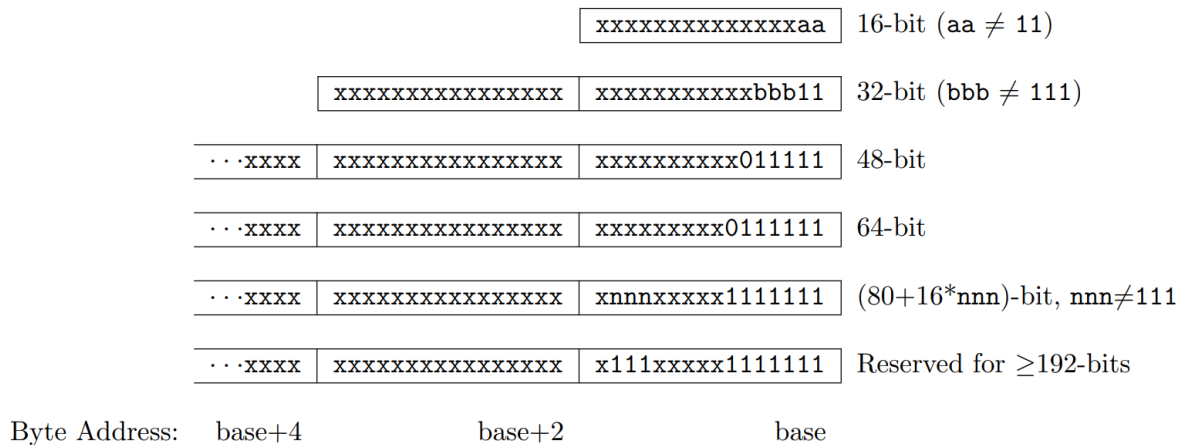 xxxxxxxxxxxxxxaa 16-bit (aa ≠ 11)
xxxxxxxxxxxxxxxx xxxxxxxxxxxbbb11 32-bit (bbb ≠ 111)
···xxxx xxxxxxxxxxxxxxxx xxxxxxxxxx011111 48-bit
···xxxx xxxxxxxxxxxxxxxx xxxxxxxxx0111111 64-bit
···xxxx xxxxxxxxxxxxxxxx xnnnxxxxx1111111 (80+16*nnn)-bit, nnn≠111
···xxxx xxxxxxxxxxxxxxxx x111xxxxx1111111 Reserved for ≥192-bits
Byte Address: base+4 base+2 base